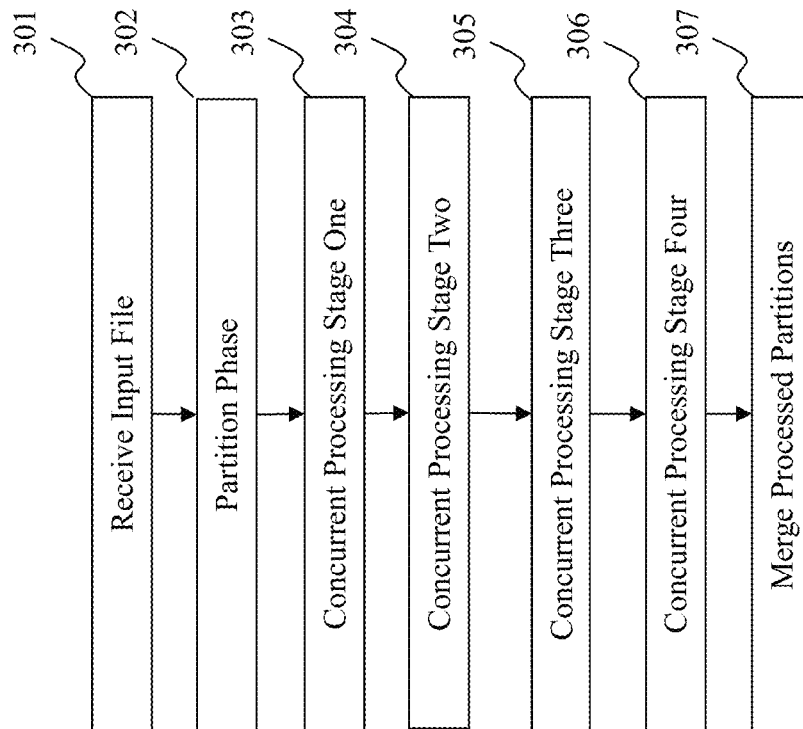 301
Receive Input File
302
Partition Phase
303
Concurrent Processing Stage One
304
Concurrent Processing Stage Two
305
Concurrent Processing Stage Three
306
Concurrent Processing Stage Four
307
Merge Processed Partitions